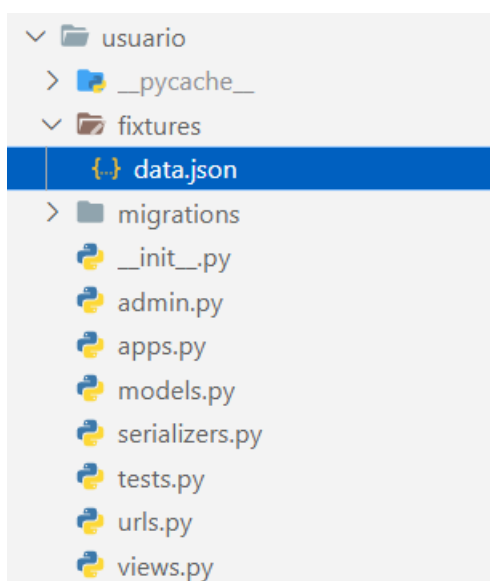 usuario
__pycache__
fixtures
{..} data.json
migrations
__init__.py
admin.py
apps.py
models.py
serializers.py
tests.py
urls.py
views.py